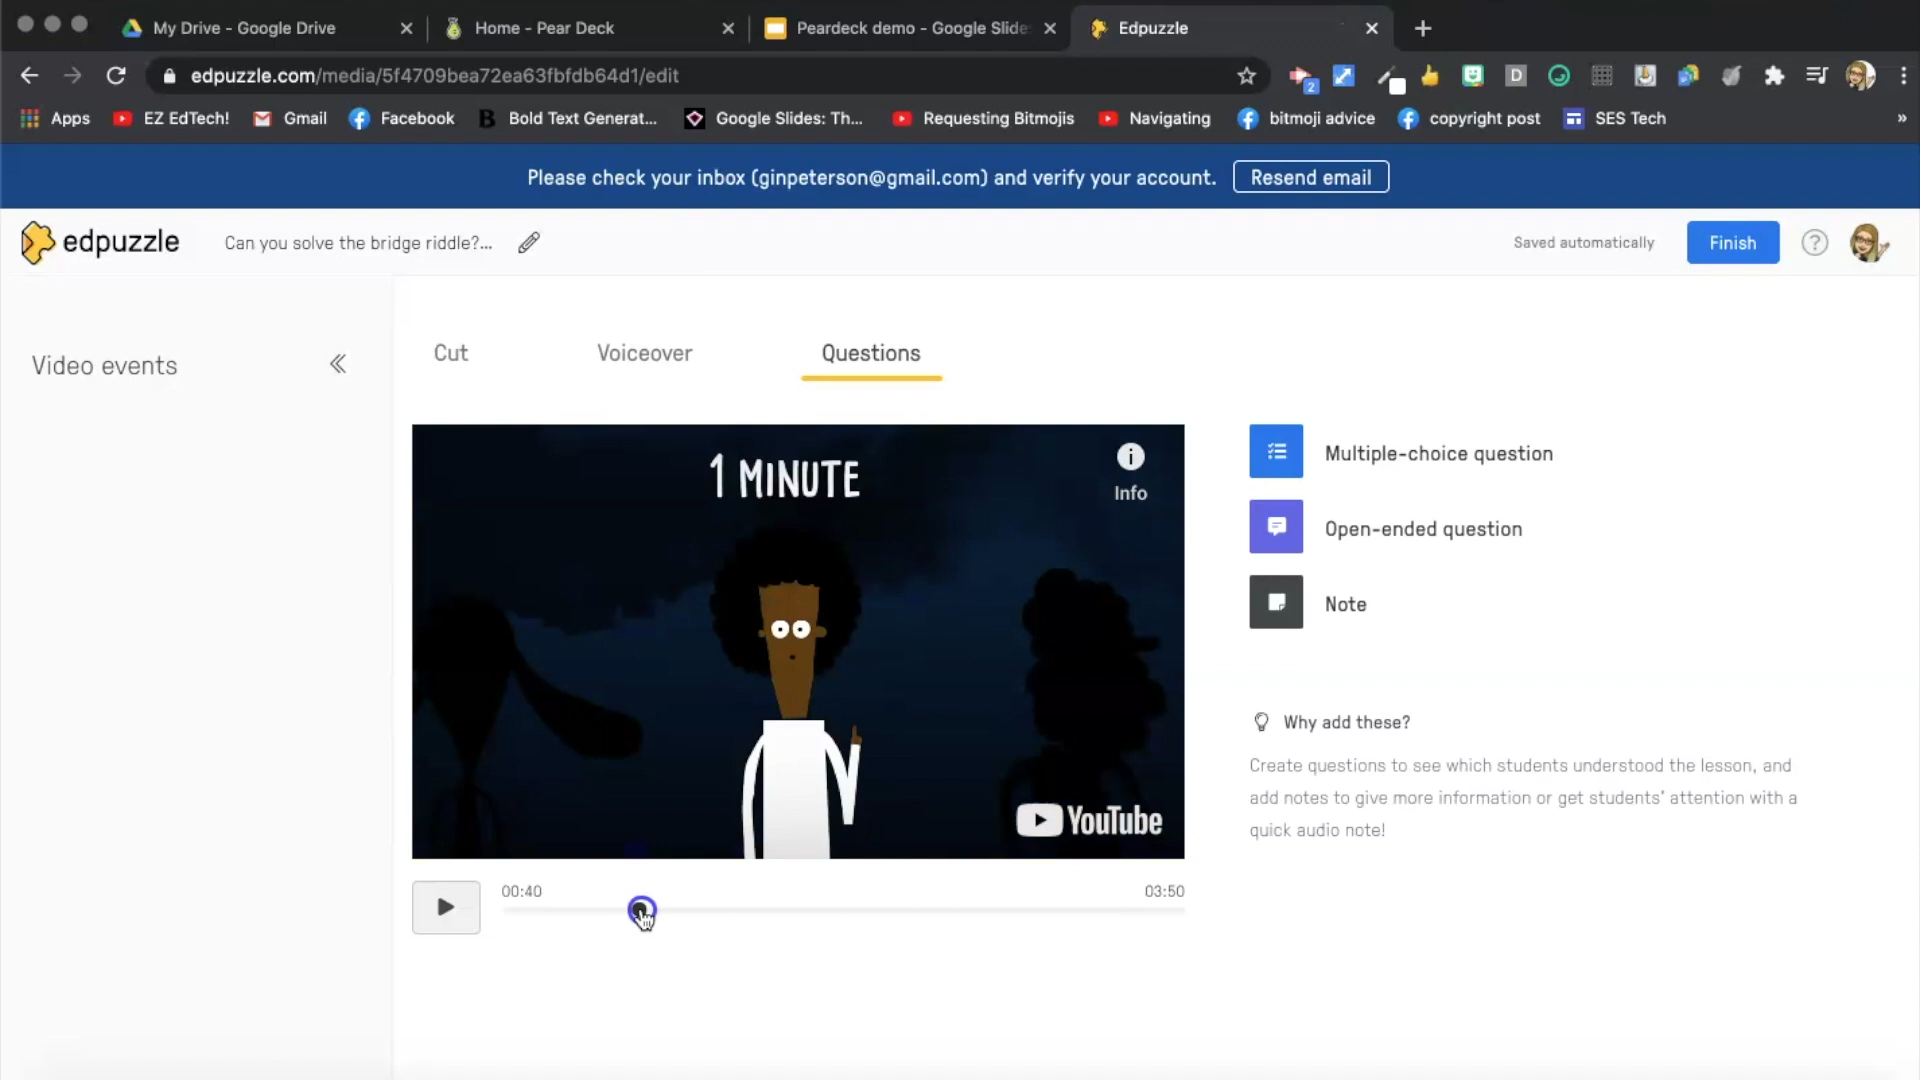 My Drive - Google Drive
Home - Pear Deck
Peardeck demo - Google Slide
Edpuzzle
edpuzzle.com/media/5f4709bea72ea63fbfdb64d1/edit
2
D
Apps
EZ EdTech!
Gmail
Facebook
B Bold Text Generat...
Google Slides: Th...
Requesting Bitmojis
Navigating
bitmoji advice
copyright post
SES Tech
»
Please check your inbox (ginpeterson@gmail.com) and verify your account.
Resend email
edpuzzle
Can you solve the bridge riddle?...
Saved automatically
Finish
?
Video events
Cut
Voiceover
Questions
1 MINUTE
i
Info
YouTube
00:40
03:50
Multiple-choice question
Open-ended question
Note
Why add these?
Create questions to see which students understood the lesson, and
add notes to give more information or get students' attention with a
quick audio note!